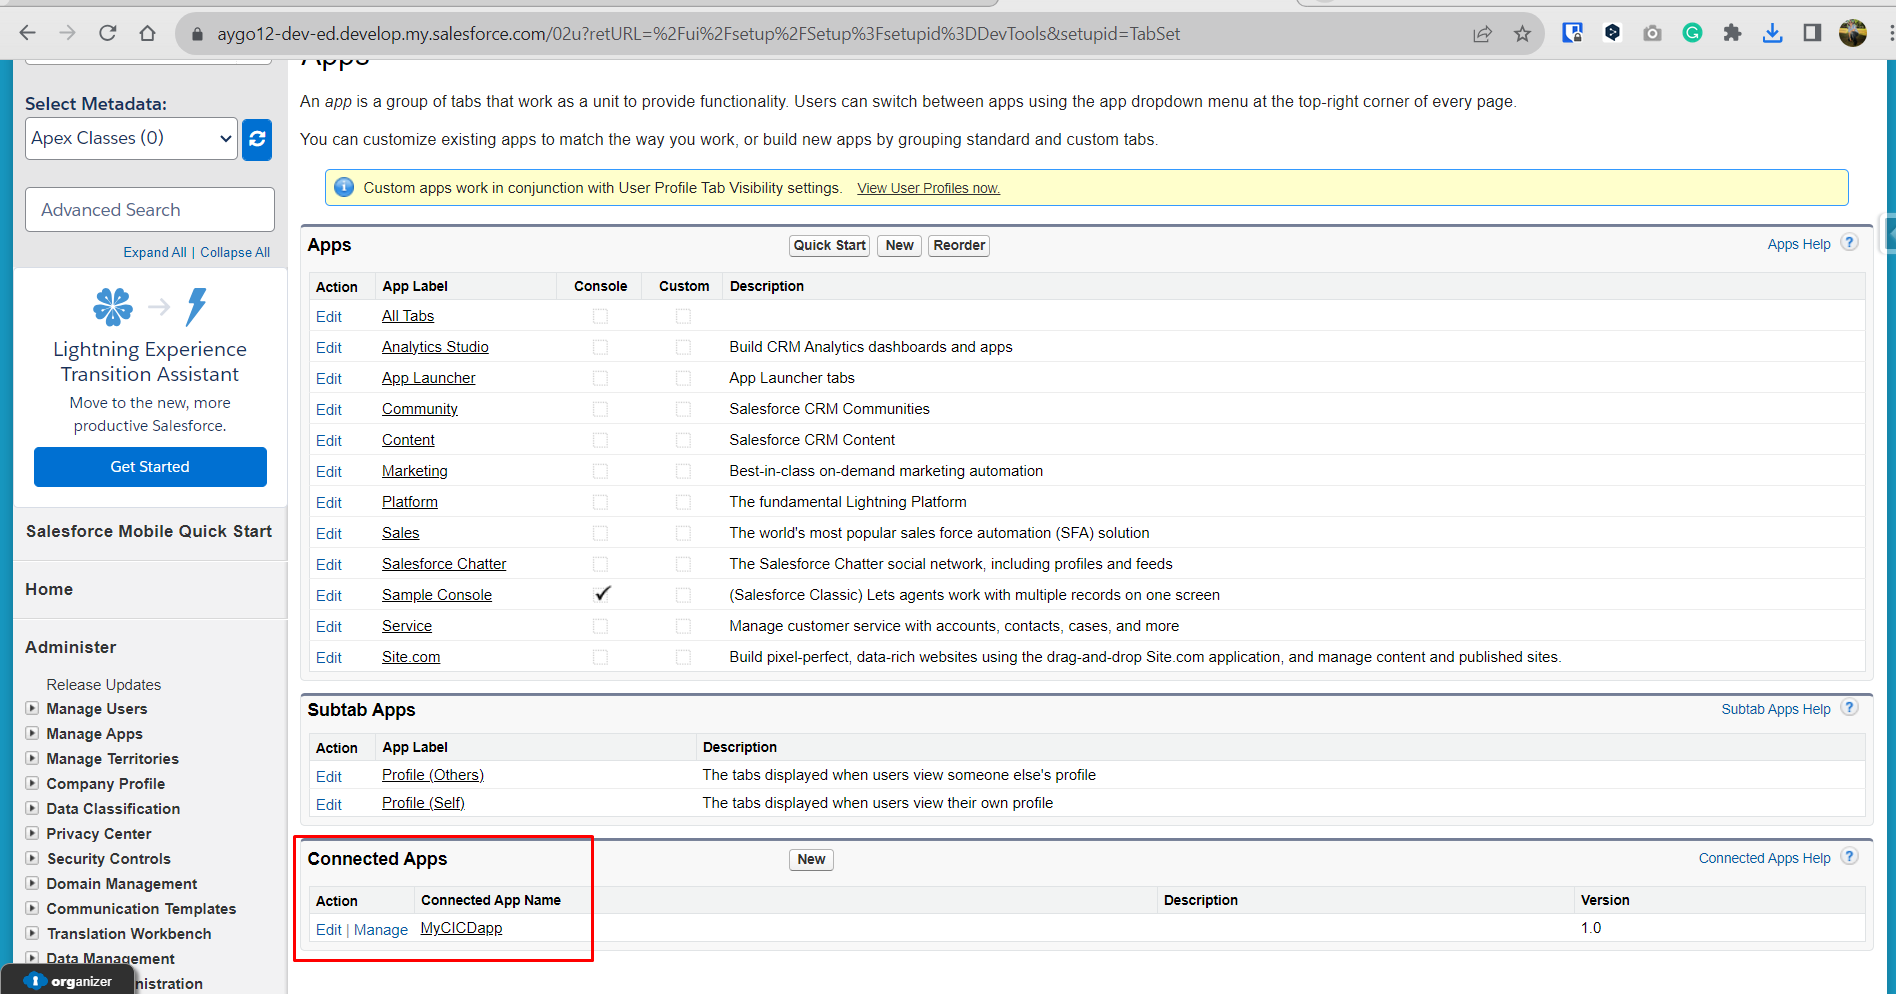 aygo12-dev-ed.develop.my.salesforce.com/02u?retURL=%2Fui%2Fsetup%2FSetup%3Fsetupid%3DDevTools&setupid=TabSet
Select Metadata:
Apex Classes (0)
Advanced Search
Expand All | Collapse All
Lightning Experience
Transition Assistant
Move to the new, more
productive Salesforce.
Get Started
Salesforce Mobile Quick Start
Home
Administer
Release Updates
Manage Users
Manage Apps
Manage Territories
Company Profile
Data Classification
Privacy Center
Security Controls
Domain Management
Communication Templates
Translation Workbench
Data Management
organizer
nistration
Apps
An app is a group of tabs that work as a unit to provide functionality. Users can switch between apps using the app dropdown menu at the top-right corner of every page.
You can customize existing apps to match the way you work, or build new apps by grouping standard and custom tabs.
Custom apps work in conjunction with User Profile Tab Visibility settings. View User Profiles now.
Apps Quick Start New Reorder Apps Help ?
Action App Label Console Custom Description
Edit All Tabs
Edit Analytics Studio Build CRM Analytics dashboards and apps
Edit App Launcher App Launcher tabs
Edit Community Salesforce CRM Communities
Edit Content Salesforce CRM Content
Edit Marketing Best-in-class on-demand marketing automation
Edit Platform The fundamental Lightning Platform
Edit Sales The world's most popular sales force automation (SFA) solution
Edit Salesforce Chatter The Salesforce Chatter social network, including profiles and feeds
Edit Sample Console (Salesforce Classic) Lets agents work with multiple records on one screen
Edit Service Manage customer service with accounts, contacts, cases, and more
Edit Site.com Build pixel-perfect, data-rich websites using the drag-and-drop Site.com application, and manage content and published sites.
Subtab Apps Subtab Apps Help ?
Action App Label Description
Edit Profile (Others) The tabs displayed when users view someone else's profile
Edit Profile (Self) The tabs displayed when users view their own profile
Connected Apps New Connected Apps Help ?
Action Connected App Name Description Version
Edit | Manage MyCICDapp 1.0